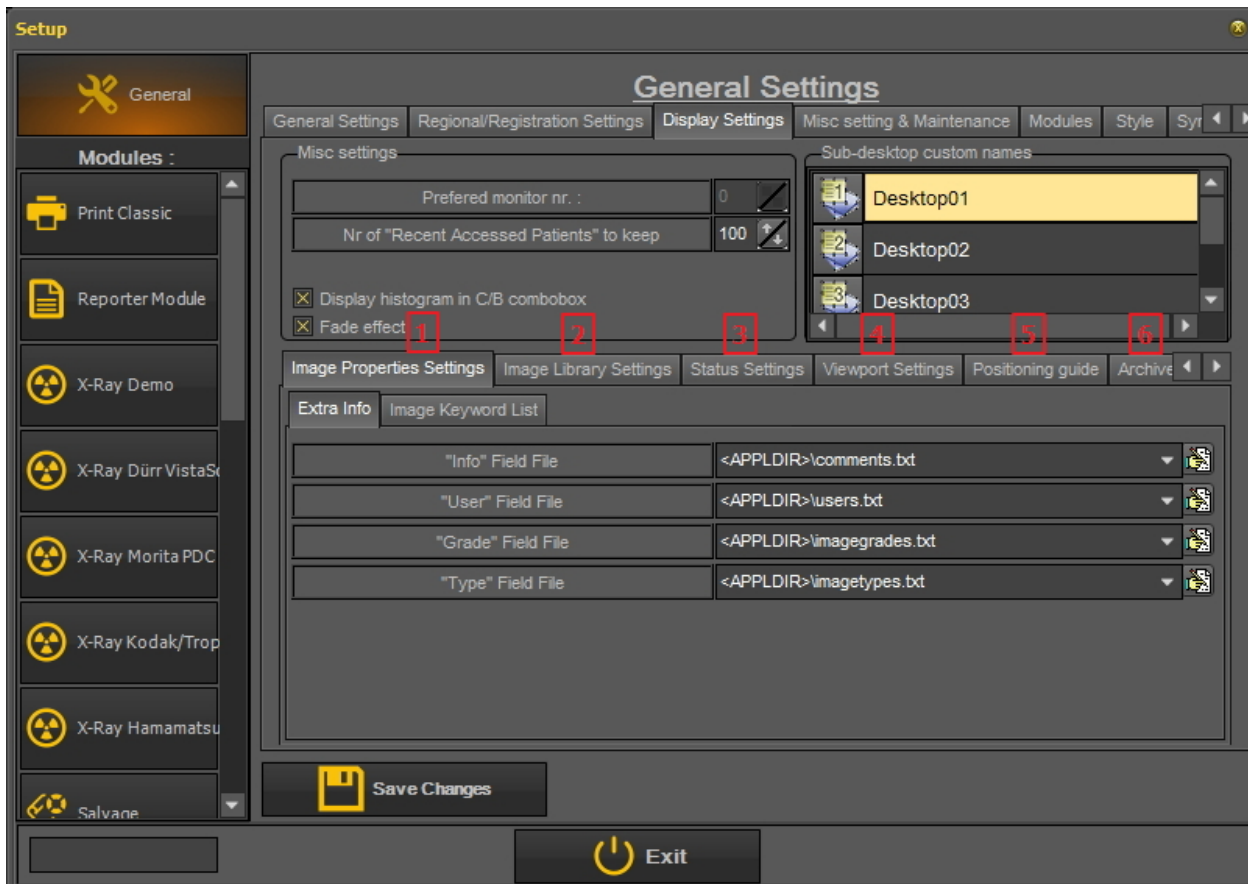 Setup
General
General Settings
General Settings Regional/Registration Settings Display Settings Misc setting & Maintenance Modules Style Syr
Modules :
Print Classic
Reporter Module
X-Ray Demo
X-Ray Dürr VistaSc
X-Ray Morita PDC
X-Ray Kodak/Trop
X-Ray Hamamatsu
Salvage
Misc settings
Prefered monitor nr. : 0
Nr of "Recent Accessed Patients" to keep 100
Display histogram in C/B combobox
Fade effect
Sub-desktop custom names
1 Desktop01
2 Desktop02
3 Desktop03
1 2 3 4 5 6
Image Properties Settings Image Library Settings Status Settings Viewport Settings Positioning guide Archive
Extra Info Image Keyword List
"Info" Field File <APPLDIR>\comments.txt
"User" Field File <APPLDIR>\users.txt
"Grade" Field File <APPLDIR>\imagegrades.txt
"Type" Field File <APPLDIR>\imagetypes.txt
Save Changes
Exit